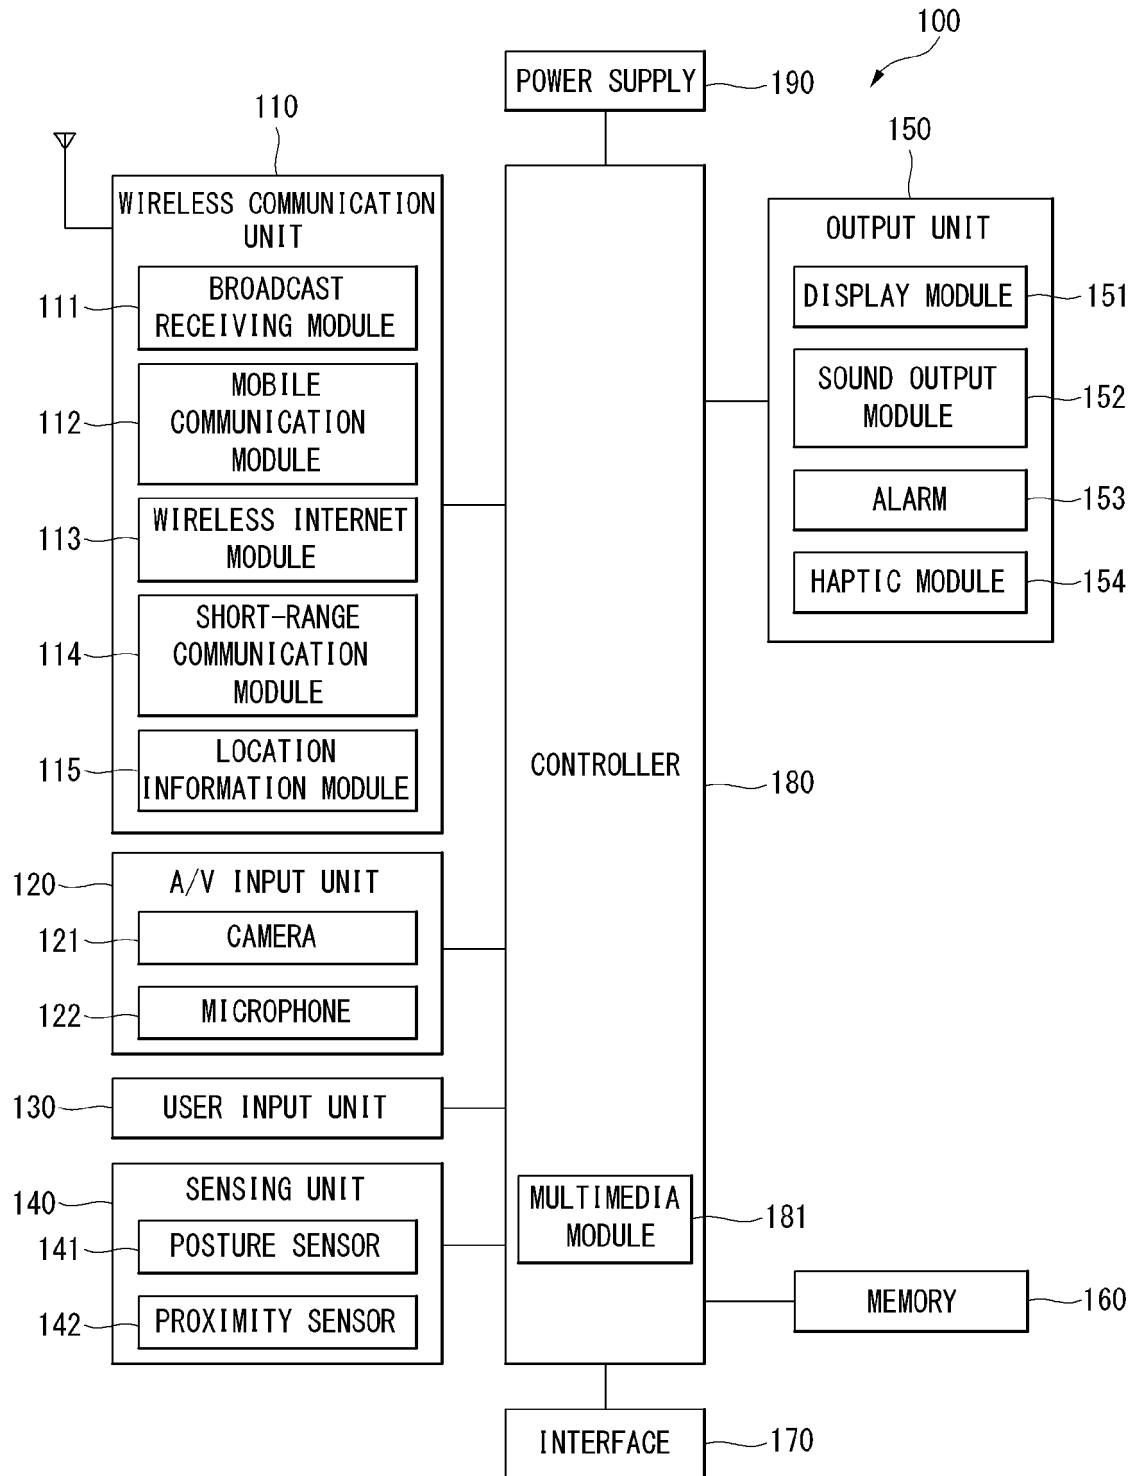 100
POWER SUPPLY
190
110
WIRELESS COMMUNICATION
UNIT
111
BROADCAST
RECEIVING MODULE
112
MOBILE
COMMUNICATION
MODULE
113
WIRELESS INTERNET
MODULE
114
SHORT-RANGE
COMMUNICATION
MODULE
115
LOCATION
INFORMATION MODULE
120
A/V INPUT UNIT
121
CAMERA
122
MICROPHONE
130
USER INPUT UNIT
140
SENSING UNIT
141
POSTURE SENSOR
142
PROXIMITY SENSOR
CONTROLLER
180
MULTIMEDIA
MODULE
181
150
OUTPUT UNIT
DISPLAY MODULE
151
SOUND OUTPUT
MODULE
152
ALARM
153
HAPTIC MODULE
154
MEMORY
160
INTERFACE
170